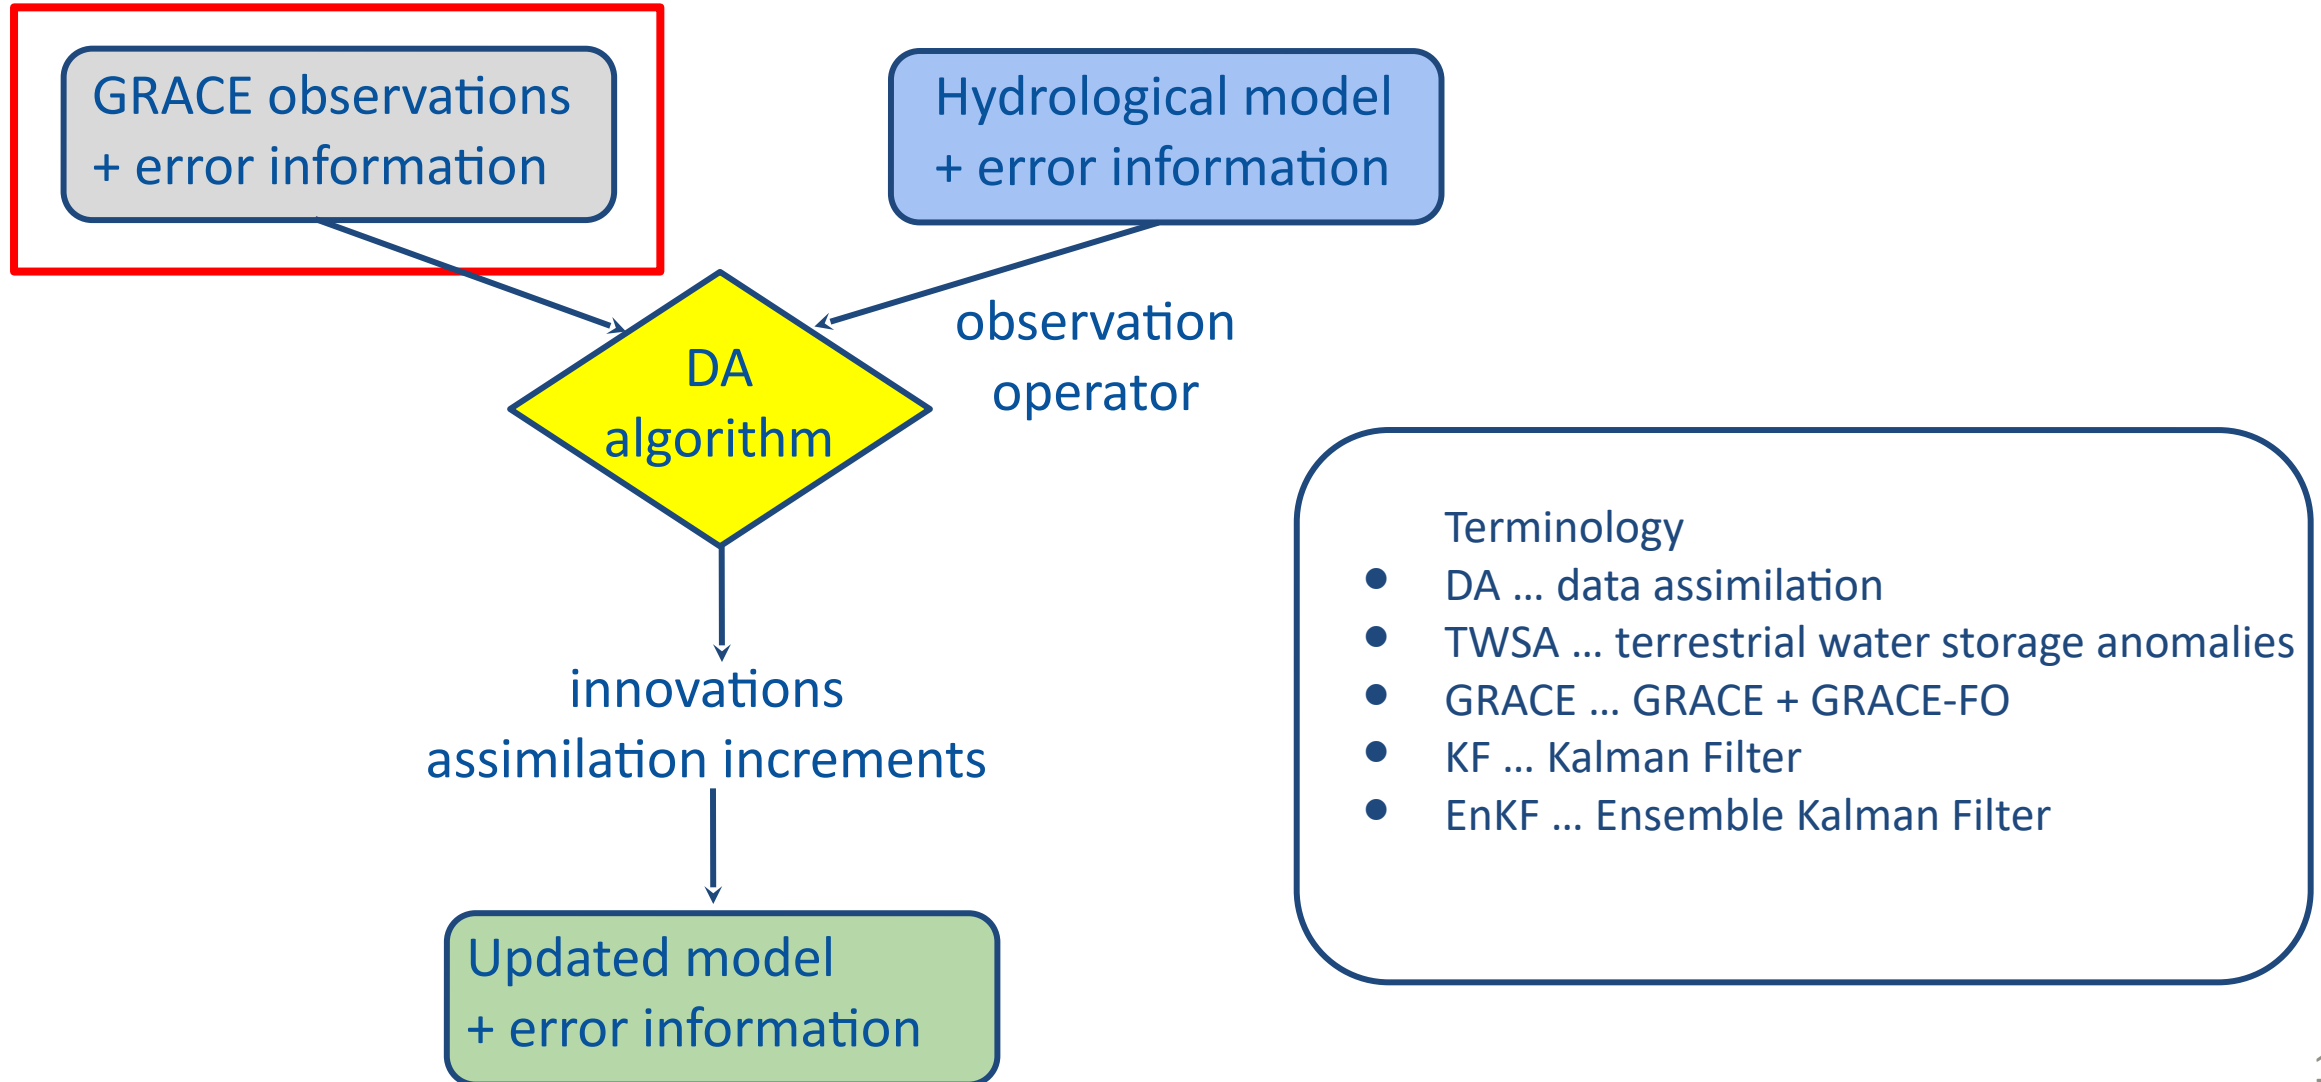 GRACE observations
+ error information
Hydrological model
+ error information
observation
operator
DA
algorithm
innovations
assimilation increments
Updated model
+ error information
Terminology
● DA ... data assimilation
● TWSA ... terrestrial water storage anomalies
● GRACE ... GRACE + GRACE-FO
● KF ... Kalman Filter
● EnKF ... Ensemble Kalman Filter